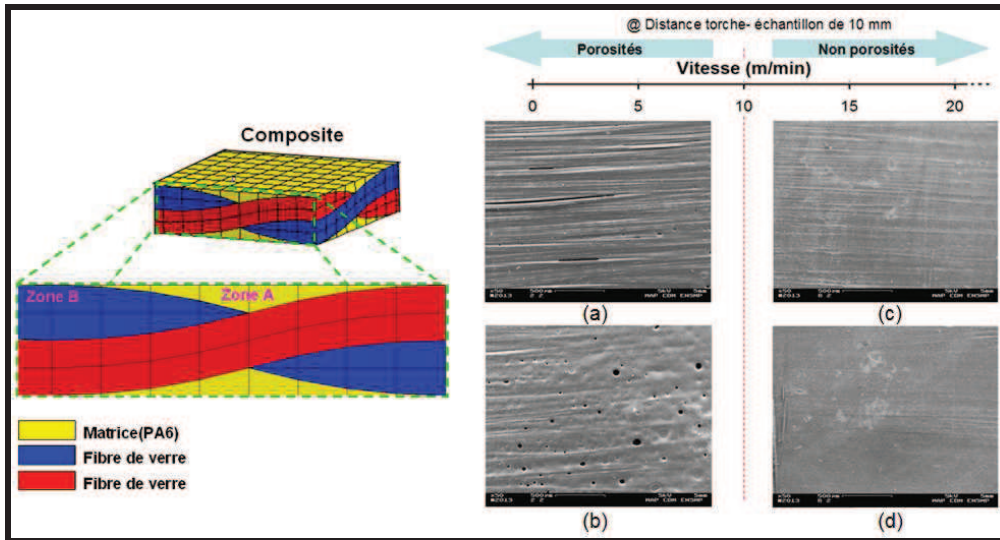 @ Distance torche- échantillon de 10 mm
Porosités
Non porosités
Vitesse (m/min)
0 5 10 15 20
Composite
Zone B
Zone A
Matrice(PA6)
Fibre de verre
Fibre de verre
(a)
(c)
(b)
(d)